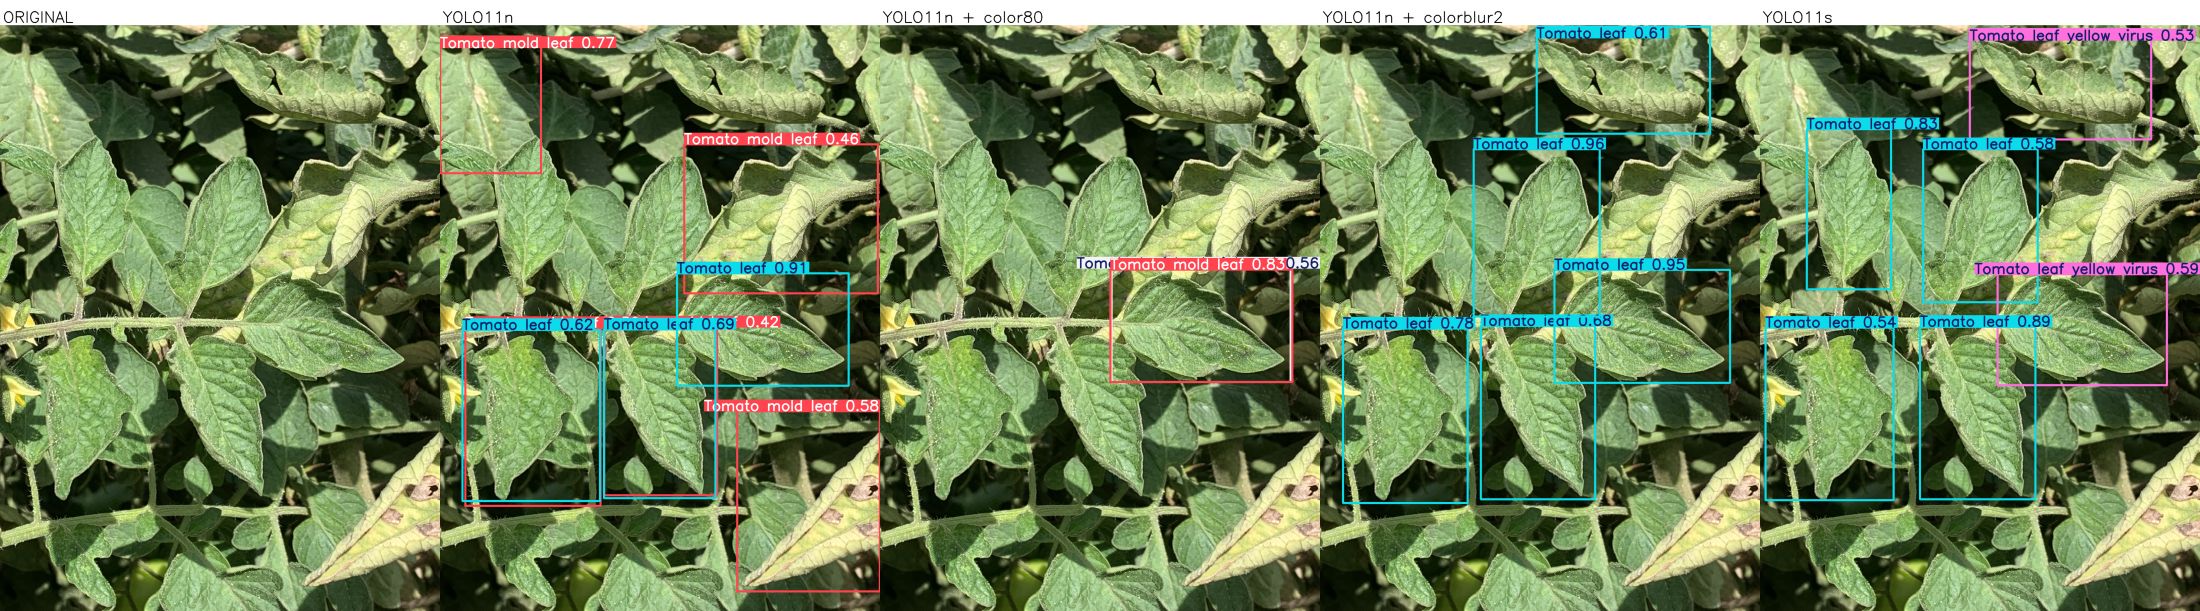 ORIGINAL
YOLO11n
YOLO11n + color80
YOLO11n + colorblur2
YOLO11s
Tomato mold leaf 0.77
Tomato mold leaf 0.46
Tomato leaf 0.91
Tomato leaf 0.62
Tomato leaf 0.69
0.42
Tomato mold leaf 0.58
Tomato mold leaf 0.83
0.56
Tomato leaf 0.61
Tomato leaf 0.96
Tomato leaf 0.95
Tomato leaf 0.78
Tomato leaf 0.68
Tomato leaf yellow virus 0.53
Tomato leaf 0.83
Tomato leaf 0.58
Tomato leaf yellow virus 0.59
Tomato leaf 0.54
Tomato leaf 0.89